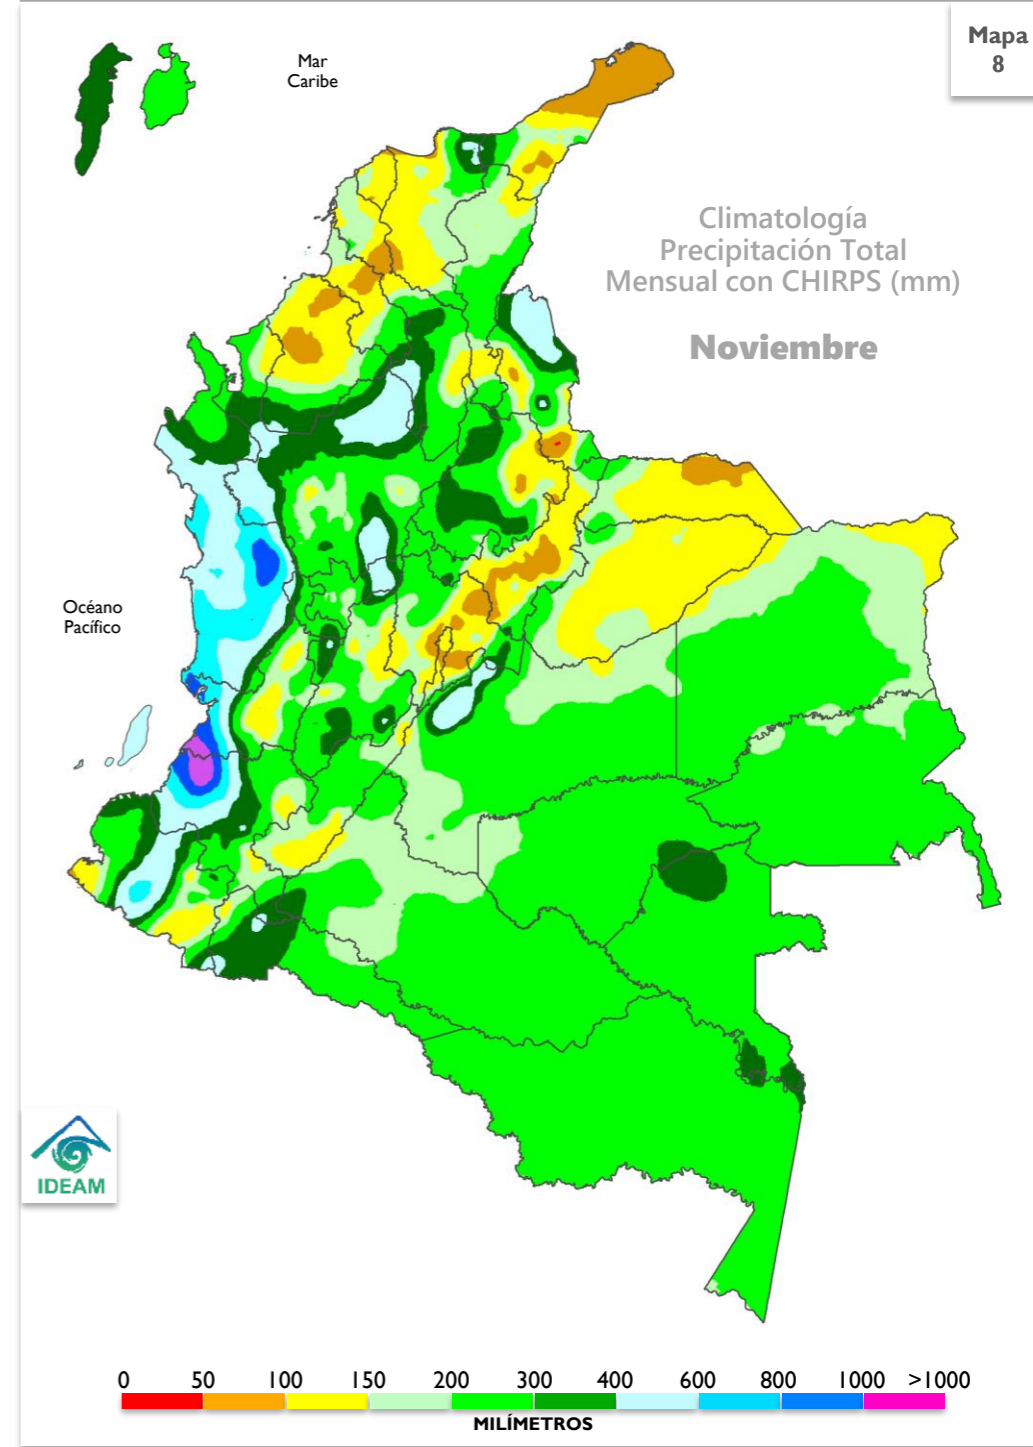 Mapa
8
Mar
Caribe
Climatología
Precipitación Total
Mensual con CHIRPS (mm)
Noviembre
Océano
Pacífico
IDEAM
0 50 100 150 200 300 400 600 800 1000 >1000
MILÍMETROS